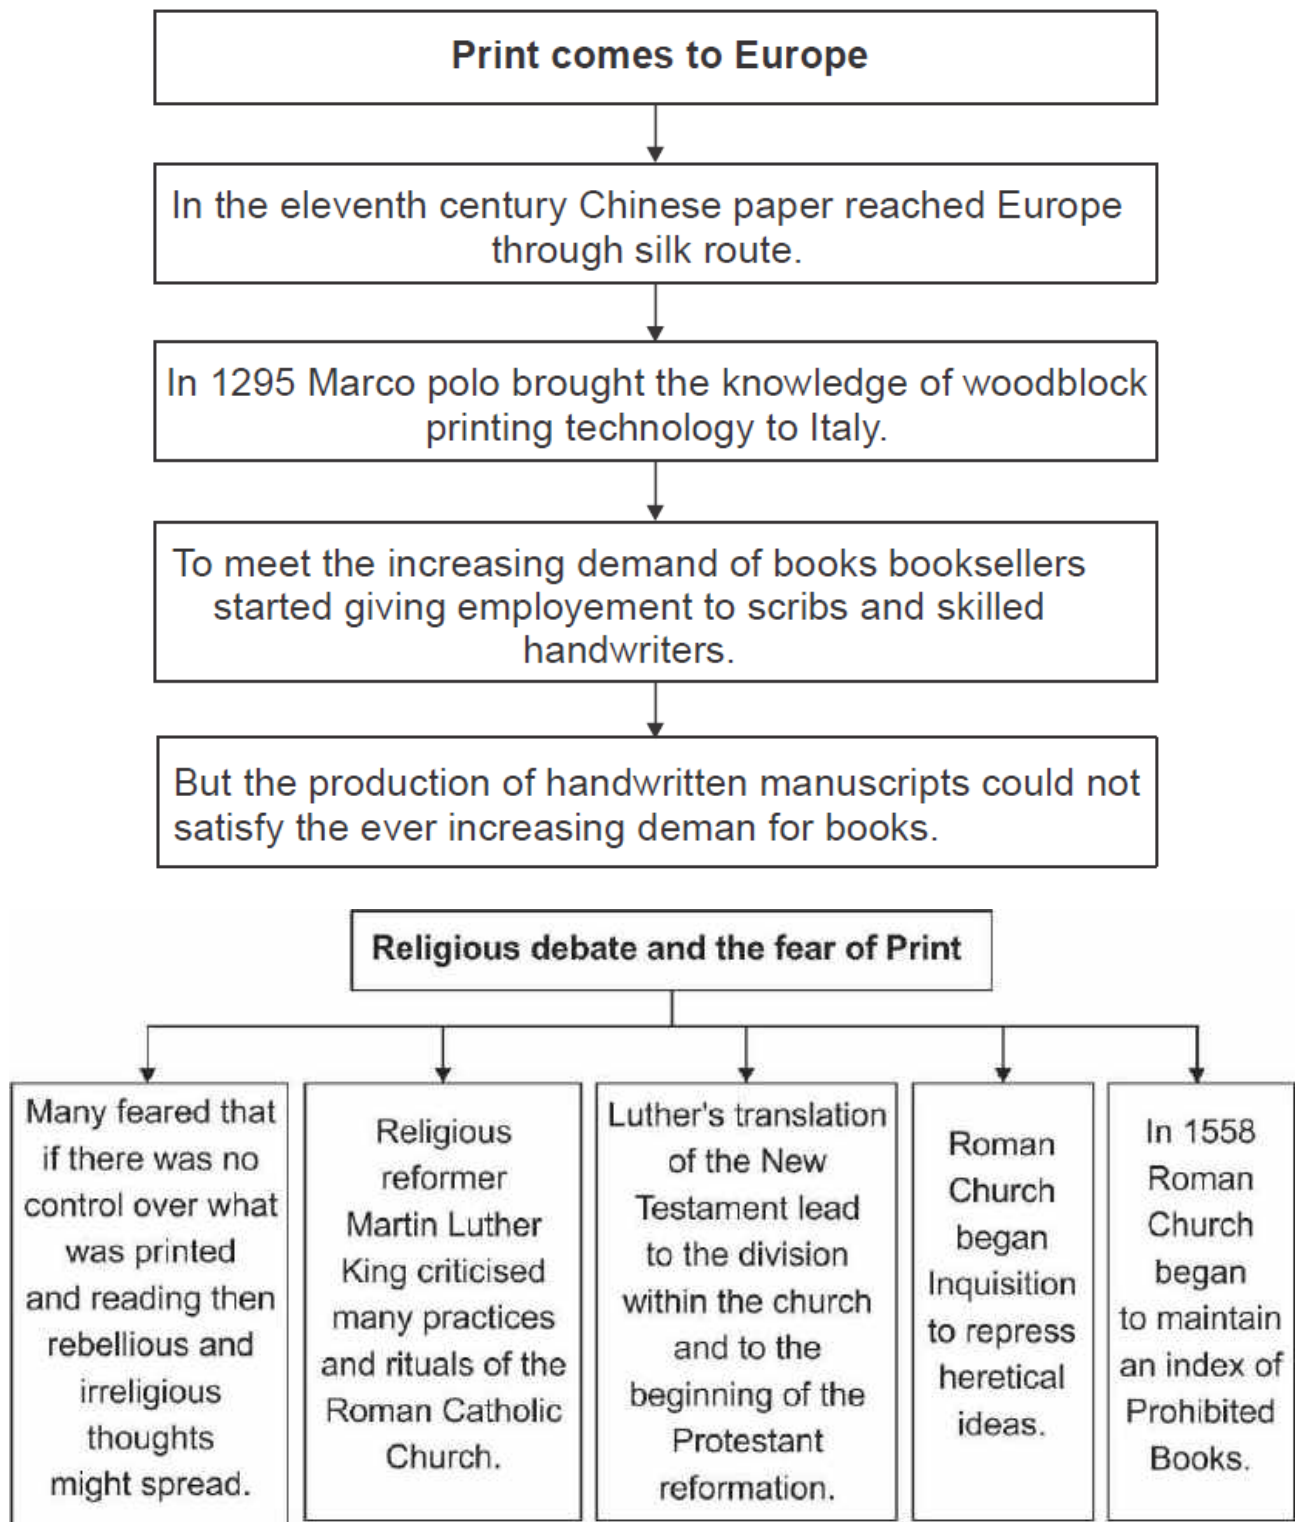 Print comes to Europe
In the eleventh century Chinese paper reached Europe
through silk route.
In 1295 Marco polo brought the knowledge of woodblock
printing technology to Italy.
To meet the increasing demand of books booksellers
started giving employement to scribs and skilled
handwriters.
But the production of handwritten manuscripts could not
satisfy the ever increasing deman for books.
Religious debate and the fear of Print
Many feared that
if there was no
control over what
was printed
and reading then
rebellious and
irreligious
thoughts
might spread.
Religious
reformer
Martin Luther
King criticised
many practices
and rituals of the
Roman Catholic
Church.
Luther's translation
of the New
Testament lead
to the division
within the church
and to the
beginning of the
Protestant
reformation.
Roman
Church
began
Inquisition
to repress
heretical
ideas.
In 1558
Roman
Church
began
to maintain
an index of
Prohibited
Books.